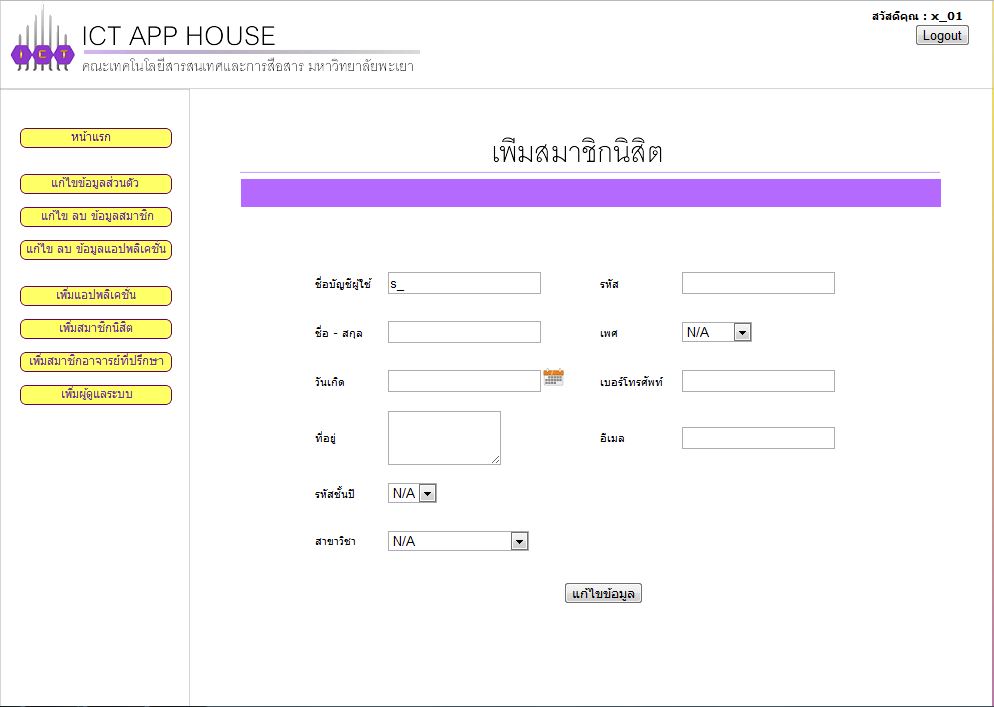 สวัสดีคุณ : x_01
ICT APP HOUSE
Logout
ICT
คณะเทคโนโลยีสารสนเทศและการสื่อสาร มหาวิทยาลัยพะเยา
หน้าแรก
แก้ไขข้อมูลส่วนตัว
แก้ไข ลบ ข้อมูลสมาชิก
แก้ไข ลบ ข้อมูลแอปพลิเคชั่น
เพิ่มแอปพลิเคชั่น
เพิ่มสมาชิกนิสิต
เพิ่มสมาชิกอาจารย์ที่ปรึกษา
เพิ่มผู้ดูแลระบบ
เพิ่มสมาชิกนิสิต
ชื่อบัญชีผู้ใช้ s_ รหัส
ชื่อ - สกุล เพศ N/A
วันเกิด เบอร์โทรศัพท์
ที่อยู่ อีเมล
รหัสชั้นปี N/A
สาขาวิชา N/A
แก้ไขข้อมูล